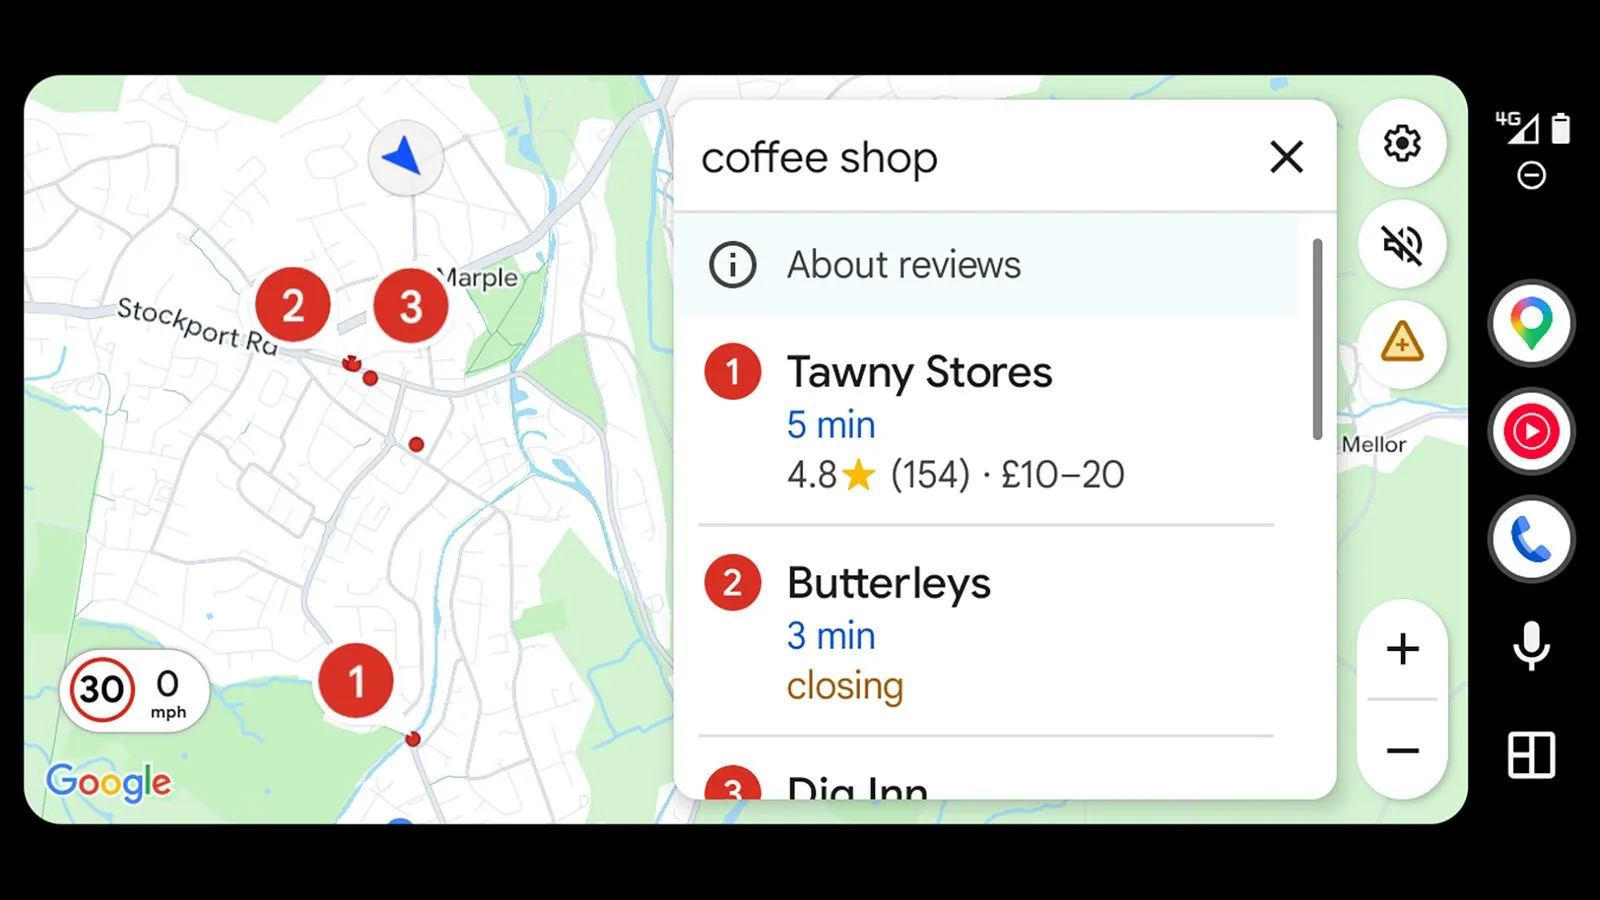 coffee shop
About reviews
1 Tawny Stores
5 min
4.8★ (154) · £10–20
2 Butterleys
3 min
closing
3 Dig Inn
Marple
2
3
Stockport Rd
1
30
0
mph
Google
Mellor
4G
+
−